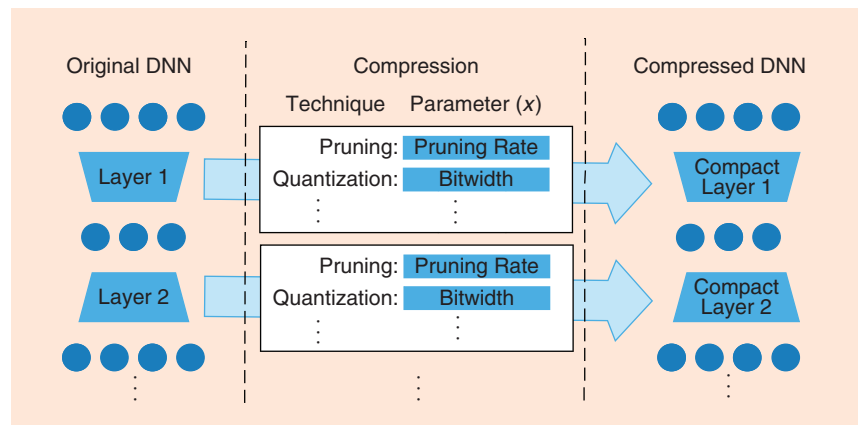 Original DNN
Compression
Compressed DNN
Technique
Parameter (x)
Pruning: Pruning Rate
Quantization: Bitwidth
Layer 1
Compact
Layer 1
Pruning: Pruning Rate
Quantization: Bitwidth
Layer 2
Compact
Layer 2